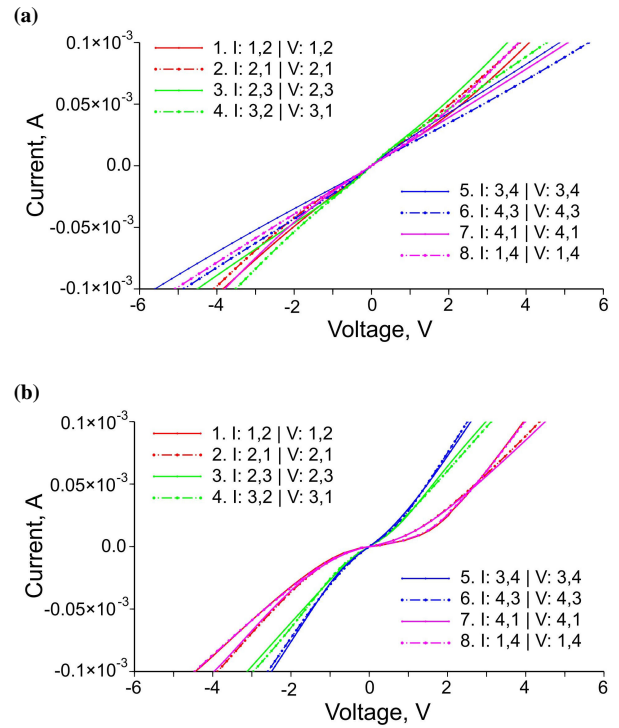 (a)
0.1×10⁻³
0.05×10⁻³
0.0
-0.05×10⁻³
-0.1×10⁻³
Current, A
1. I: 1,2 | V: 1,2
2. I: 2,1 | V: 2,1
3. I: 2,3 | V: 2,3
4. I: 3,2 | V: 3,1
5. I: 3,4 | V: 3,4
6. I: 4,3 | V: 4,3
7. I: 4,1 | V: 4,1
8. I: 1,4 | V: 1,4
-6 -4 -2 0 2 4 6
Voltage, V
(b)
0.1×10⁻³
0.05×10⁻³
0.0
-0.05×10⁻³
-0.1×10⁻³
Current, A
1. I: 1,2 | V: 1,2
2. I: 2,1 | V: 2,1
3. I: 2,3 | V: 2,3
4. I: 3,2 | V: 3,1
5. I: 3,4 | V: 3,4
6. I: 4,3 | V: 4,3
7. I: 4,1 | V: 4,1
8. I: 1,4 | V: 1,4
-6 -4 -2 0 2 4 6
Voltage, V